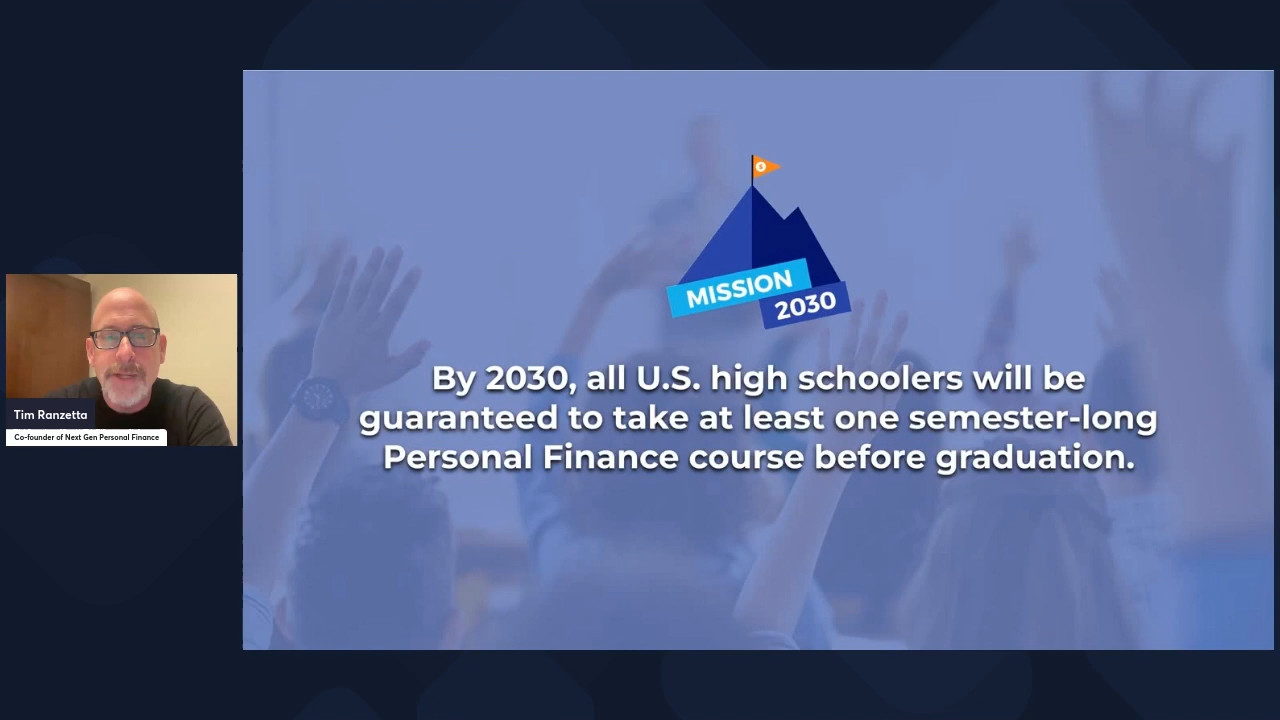 MISSION
2030
By 2030, all U.S. high schoolers will be
guaranteed to take at least one semester-long
Personal Finance course before graduation.
Tim Ranzetta
Co-founder of Next Gen Personal Finance